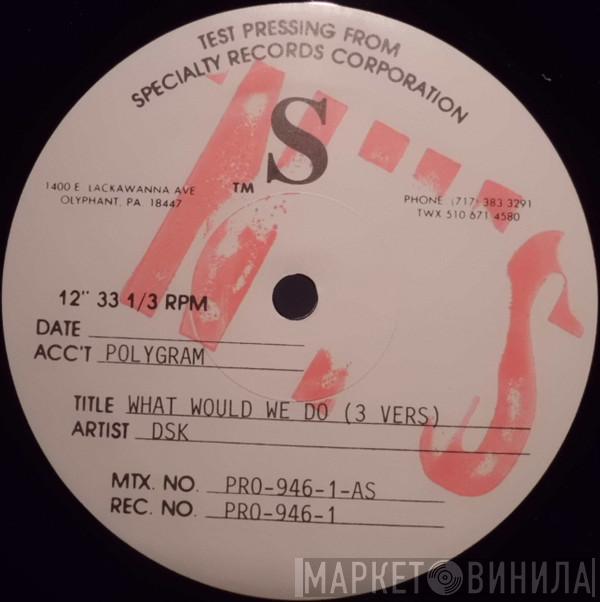 TEST PRESSING FROM
SPECIALTY RECORDS CORPORATION
S
TM
1400 E. LACKAWANNA AVE
OLYPHANT, PA. 18447
PHONE (717) 383 3291
TWX 510 671 4580
12" 33 1/3 RPM
DATE
ACC'T POLYGRAM
TITLE WHAT WOULD WE DO (3 VERS)
ARTIST DSK
MTX. NO. PRO-946-1-AS
REC. NO. PRO-946-1
МАРКЕТ ВИНИЛА